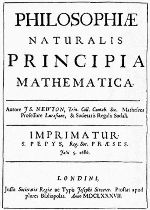 PHILOSOPHIÆ
NATURALIS
PRINCIPIA
MATHEMATICA.
Autore J S. NEWTON, Trin. Coll. Cantab. Soc. Matheseos
Professore Lucasiano, & Societatis Regalis Sodali.
IMPRIMATUR.
S. PEPYS, Reg. Soc. PRÆSES.
Julii 5. 1686.
LONDINI,
Jussu Societatis Regiæ ac Typis Josephi Streater. Prostat apud
plures Bibliopolas. Anno MDCLXXXVII.